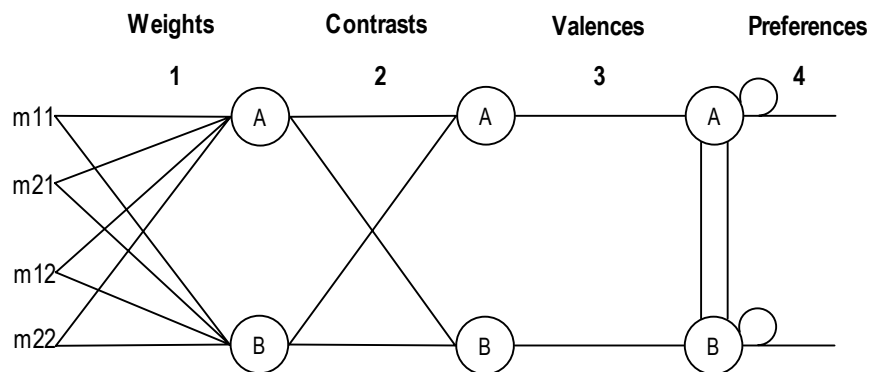 Weights Contrasts Valences Preferences
1 2 3 4
m11 A A A
m21
m12
m22 B B B